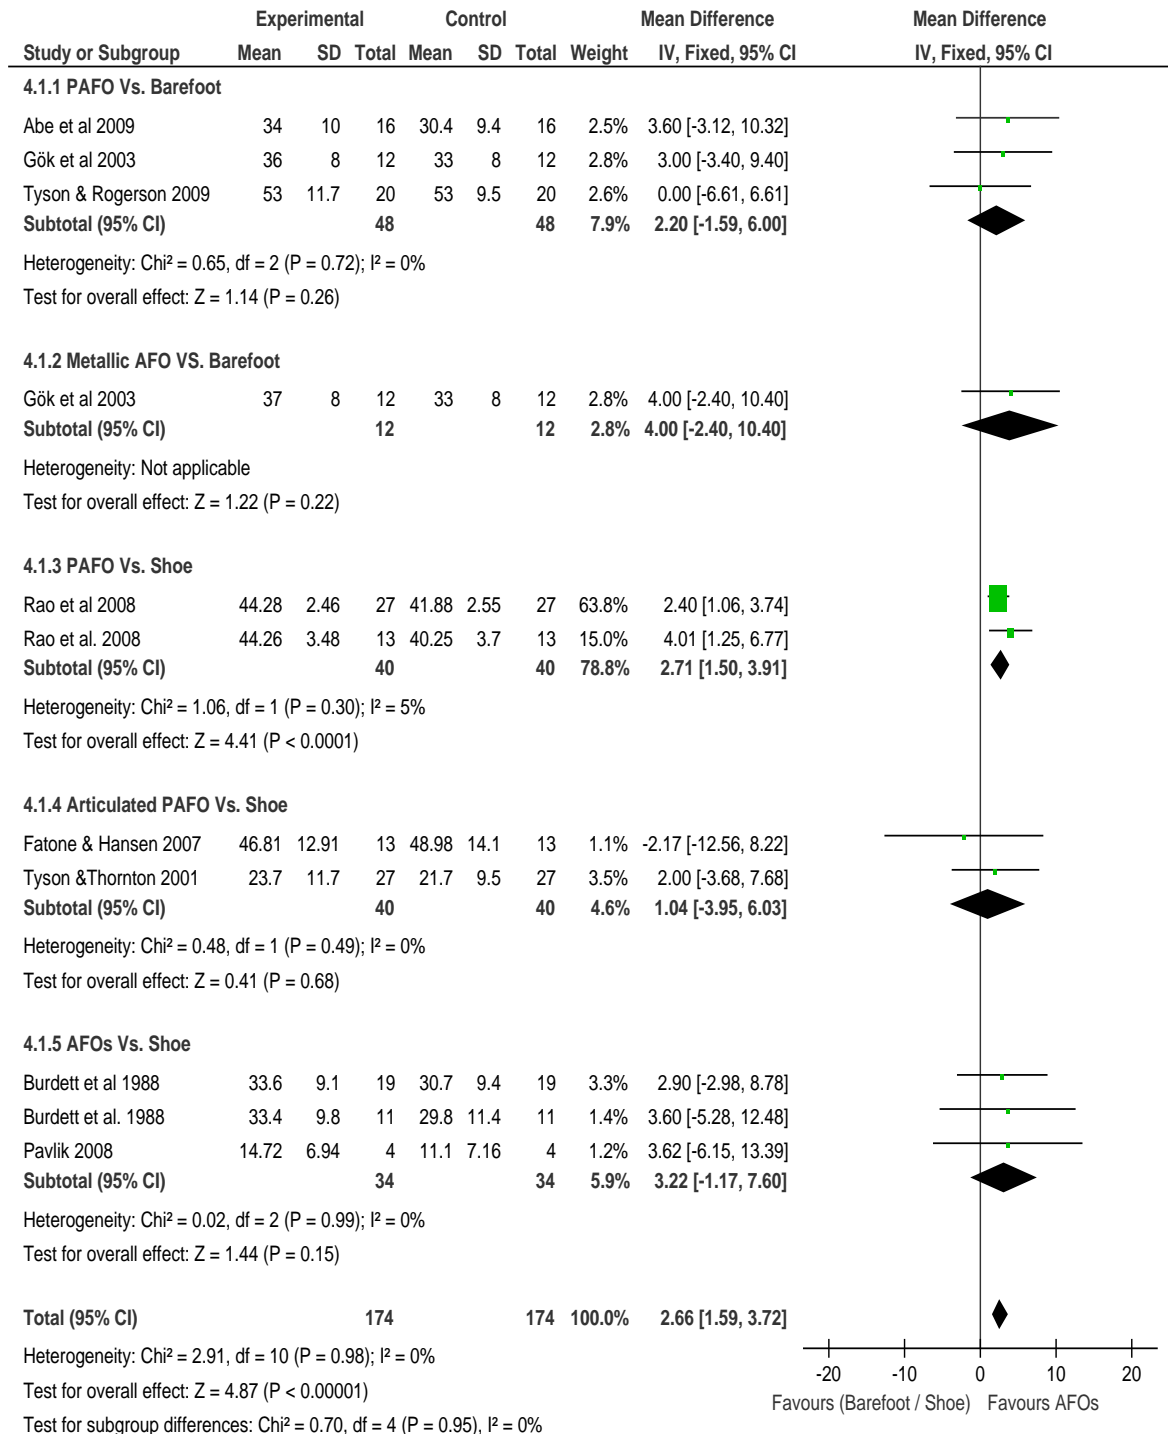 Experimental Control Mean Difference Mean Difference
Study or Subgroup Mean SD Total Mean SD Total Weight IV, Fixed, 95% CI IV, Fixed, 95% CI
4.1.1 PAFO Vs. Barefoot
Abe et al 2009 34 10 16 30.4 9.4 16 2.5% 3.60 [-3.12, 10.32]
Gök et al 2003 36 8 12 33 8 12 2.8% 3.00 [-3.40, 9.40]
Tyson & Rogerson 2009 53 11.7 20 53 9.5 20 2.6% 0.00 [-6.61, 6.61]
Subtotal (95% CI) 48 48 7.9% 2.20 [-1.59, 6.00]
Heterogeneity: Chi² = 0.65, df = 2 (P = 0.72); I² = 0%
Test for overall effect: Z = 1.14 (P = 0.26)
4.1.2 Metallic AFO VS. Barefoot
Gök et al 2003 37 8 12 33 8 12 2.8% 4.00 [-2.40, 10.40]
Subtotal (95% CI) 12 12 2.8% 4.00 [-2.40, 10.40]
Heterogeneity: Not applicable
Test for overall effect: Z = 1.22 (P = 0.22)
4.1.3 PAFO Vs. Shoe
Rao et al 2008 44.28 2.46 27 41.88 2.55 27 63.8% 2.40 [1.06, 3.74]
Rao et al. 2008 44.26 3.48 13 40.25 3.7 13 15.0% 4.01 [1.25, 6.77]
Subtotal (95% CI) 40 40 78.8% 2.71 [1.50, 3.91]
Heterogeneity: Chi² = 1.06, df = 1 (P = 0.30); I² = 5%
Test for overall effect: Z = 4.41 (P < 0.0001)
4.1.4 Articulated PAFO Vs. Shoe
Fatone & Hansen 2007 46.81 12.91 13 48.98 14.1 13 1.1% -2.17 [-12.56, 8.22]
Tyson &Thornton 2001 23.7 11.7 27 21.7 9.5 27 3.5% 2.00 [-3.68, 7.68]
Subtotal (95% CI) 40 40 4.6% 1.04 [-3.95, 6.03]
Heterogeneity: Chi² = 0.48, df = 1 (P = 0.49); I² = 0%
Test for overall effect: Z = 0.41 (P = 0.68)
4.1.5 AFOs Vs. Shoe
Burdett et al 1988 33.6 9.1 19 30.7 9.4 19 3.3% 2.90 [-2.98, 8.78]
Burdett et al. 1988 33.4 9.8 11 29.8 11.4 11 1.4% 3.60 [-5.28, 12.48]
Pavlik 2008 14.72 6.94 4 11.1 7.16 4 1.2% 3.62 [-6.15, 13.39]
Subtotal (95% CI) 34 34 5.9% 3.22 [-1.17, 7.60]
Heterogeneity: Chi² = 0.02, df = 2 (P = 0.99); I² = 0%
Test for overall effect: Z = 1.44 (P = 0.15)
Total (95% CI) 174 174 100.0% 2.66 [1.59, 3.72]
Heterogeneity: Chi² = 2.91, df = 10 (P = 0.98); I² = 0%
-20 -10 0 10 20
Test for overall effect: Z = 4.87 (P < 0.00001)
Favours (Barefoot / Shoe) Favours AFOs
Test for subgroup differences: Chi² = 0.70, df = 4 (P = 0.95), I² = 0%